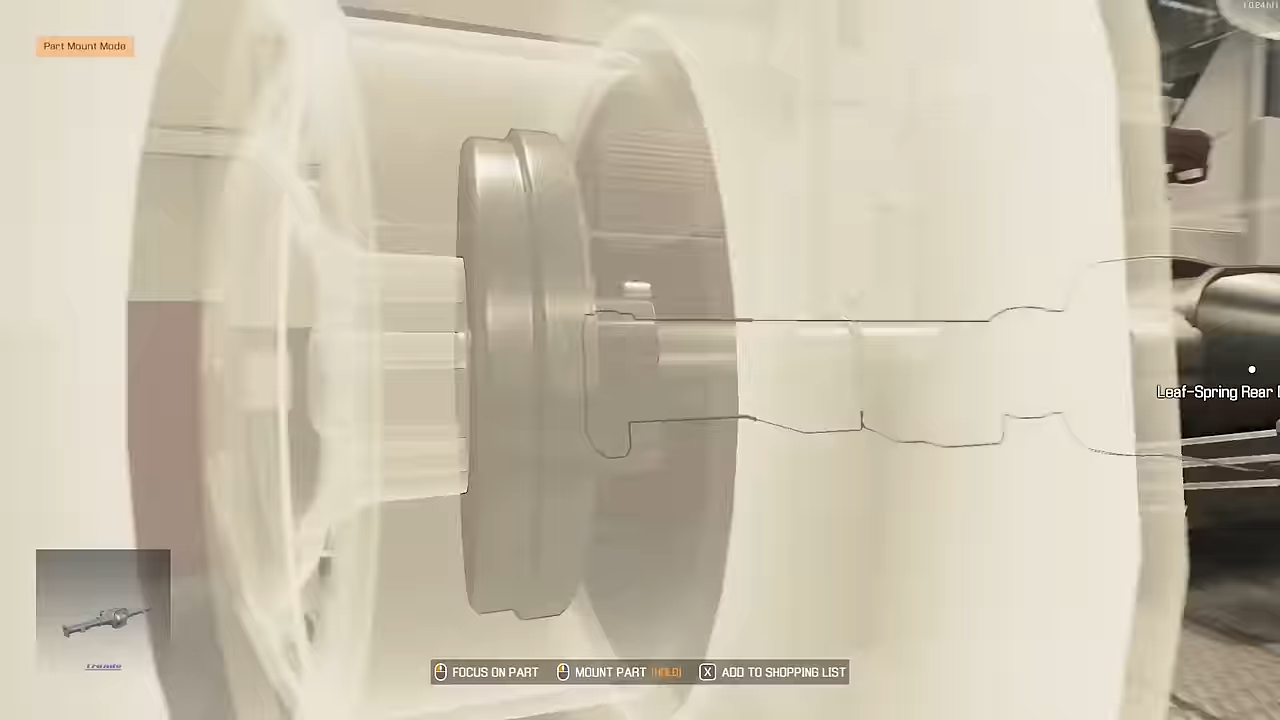 Part Mount Mode
Leaf-Spring Rear
FOCUS ON PART
MOUNT PART (HOLD)
X ADD TO SHOPPING LIST